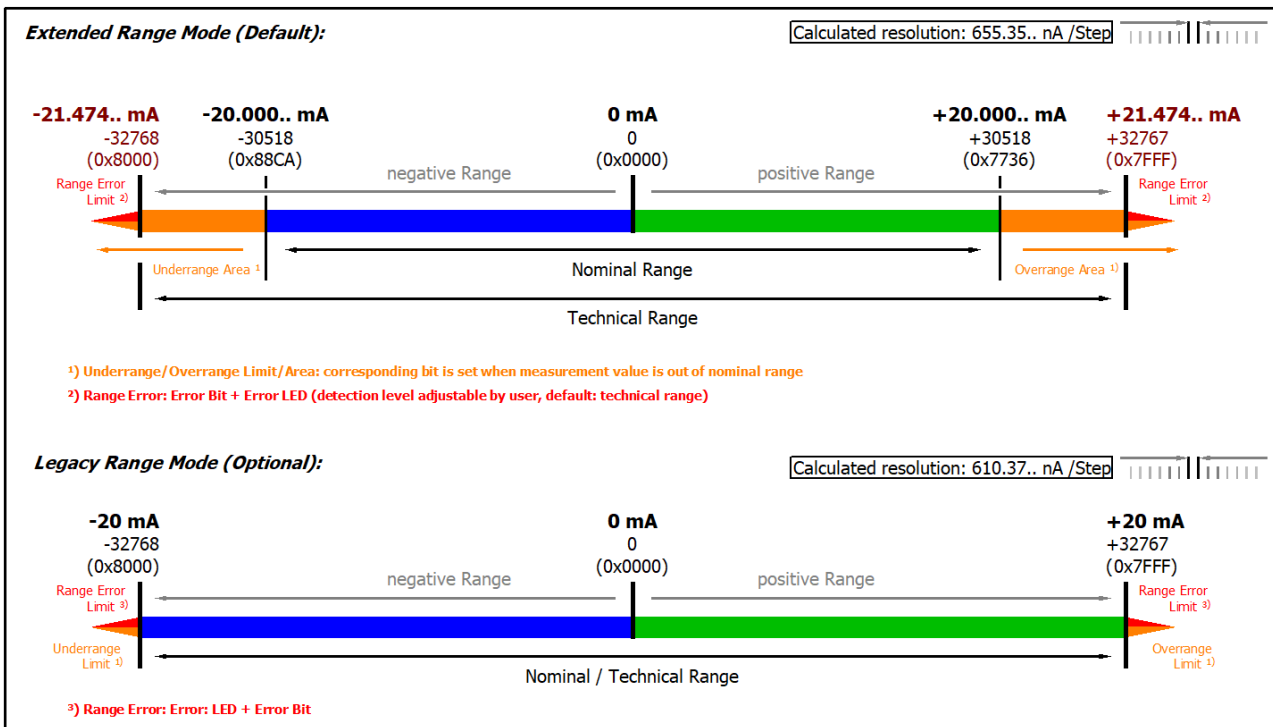 Extended Range Mode (Default):
Calculated resolution: 655.35.. nA /Step
-21.474.. mA
-20.000.. mA
0 mA
+20.000.. mA
+21.474.. mA
-32768
-30518
0
+30518
+32767
(0x8000)
(0x88CA)
(0x0000)
(0x7736)
(0x7FFF)
Range Error
Limit ²⁾
negative Range
positive Range
Range Error
Limit ²⁾
Underrange Area ¹
Nominal Range
Overrange Area ¹⁾
Technical Range
¹) Underrange/Overrange Limit/Area: corresponding bit is set when measurement value is out of nominal range
²) Range Error: Error Bit + Error LED (detection level adjustable by user, default: technical range)
Legacy Range Mode (Optional):
Calculated resolution: 610.37.. nA /Step
-20 mA
0 mA
+20 mA
-32768
0
+32767
(0x8000)
(0x0000)
(0x7FFF)
Range Error
Limit ³⁾
negative Range
positive Range
Range Error
Limit ³⁾
Underrange
Limit ¹⁾
Overrange
Limit ¹⁾
Nominal / Technical Range
³) Range Error: Error: LED + Error Bit